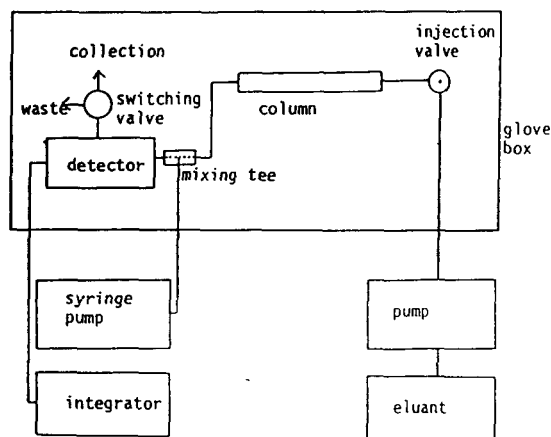 collection
injection
valve
waste
switching
valve
column
glove
box
detector
mixing tee
syringe
pump
pump
integrator
eluant